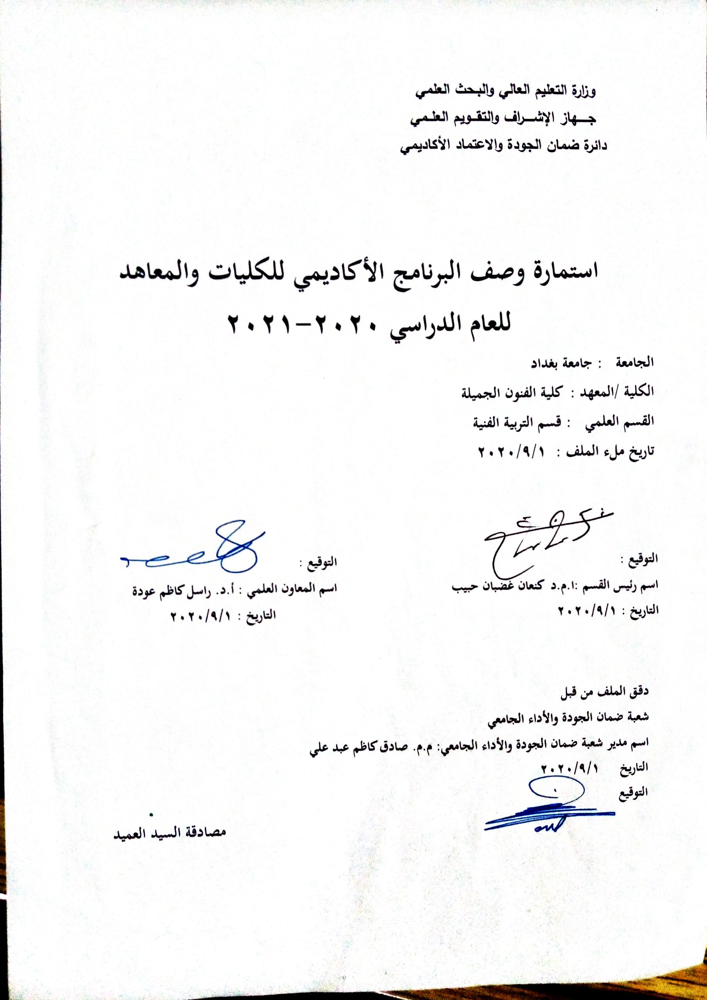 وزارة التعليم العالي والبحث العلمي
جـــهاز الإشـــراف والتقـويم العلـمي
دائرة ضمان الجودة والاعتماد الأكاديمي
استمارة وصف البرنامج الأكاديمي للكليات والمعاهد
للعام الدراسي ٢٠٢٠–٢٠٢١
الجامعة : جامعة بغداد
الكلية /المعهد : كلية الفنون الجميلة
القسم العلمي : قسم التربية الفنية
تاريخ ملء الملف : ٢٠٢٠/٩/١
التوقيع :
اسم رئيس القسم :ا.م.د كنعان غضبان حبيب
التاريخ : ٢٠٢٠/٩/١
التوقيع :
اسم المعاون العلمي : أ.د. راسل كاظم عودة
التاريخ : ٢٠٢٠/٩/١
دقق الملف من قبل
شعبة ضمان الجودة والأداء الجامعي
اسم مدير شعبة ضمان الجودة والأداء الجامعي: م.م. صادق كاظم عبد علي
التاريخ ٢٠٢٠/٩/١
التوقيع
مصادقة السيد العميد